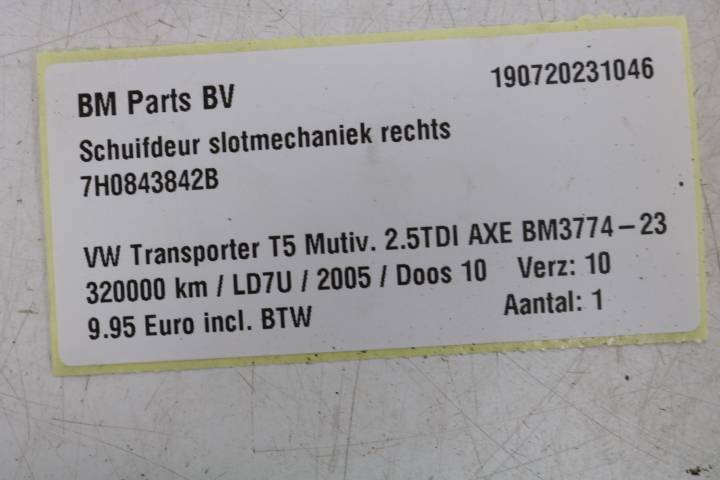 BM Parts BV 190720231046
Schuifdeur slotmechaniek rechts
7H0843842B
VW Transporter T5 Mutiv. 2.5TDI AXE BM3774-23
320000 km / LD7U / 2005 / Doos 10 Verz: 10
9.95 Euro incl. BTW Aantal: 1